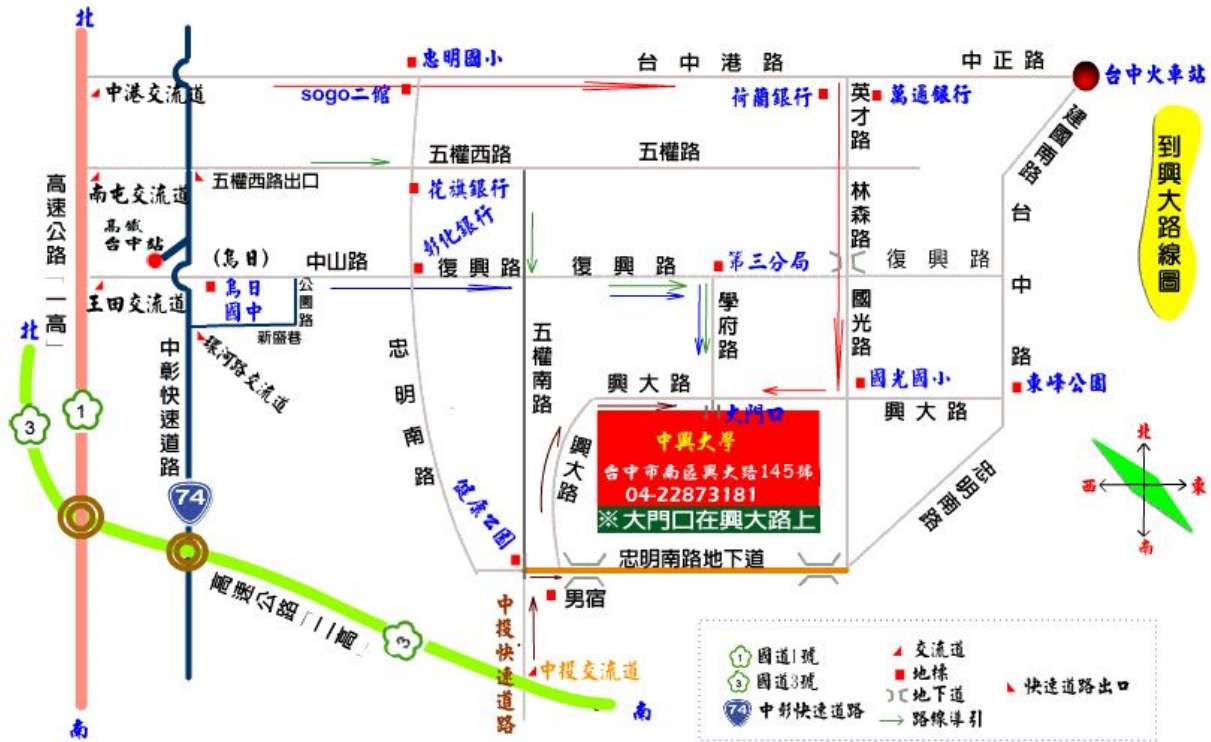 北
忠明國小
台中港路
中正路
台中火車站
中港交流道
sogo二館
荷蘭銀行
英才路
萬通銀行
建國南路
到興大路線圖
五權西路
五權路
南屯交流道
五權西路出口
花旗銀行
林森路
台中路
高速公路「一高」
高鐵
台中站
彰化銀行
(烏日)
中山路
復興路
復興路
第三分局
復興路
王田交流道
烏日
國中
公園路
學府路
國光路
北
新盛巷
環河路交流道
中彰快速道路
忠明南路
五權南路
興大路
國光國小
東峰公園
3
1
大門口
興大路
興大路
中興大學
台中市南區興大路145號
04-22873181
※大門口在興大路上
忠明南路
北
西
東
南
74
健康公園
忠明南路地下道
高速公路「二高」
3
男宿
中投快速道路
中投交流道
南
南
1
國道1號
3
國道3號
74
中彰快速道路
交流道
地標
地下道
路線導引
快速道路出口